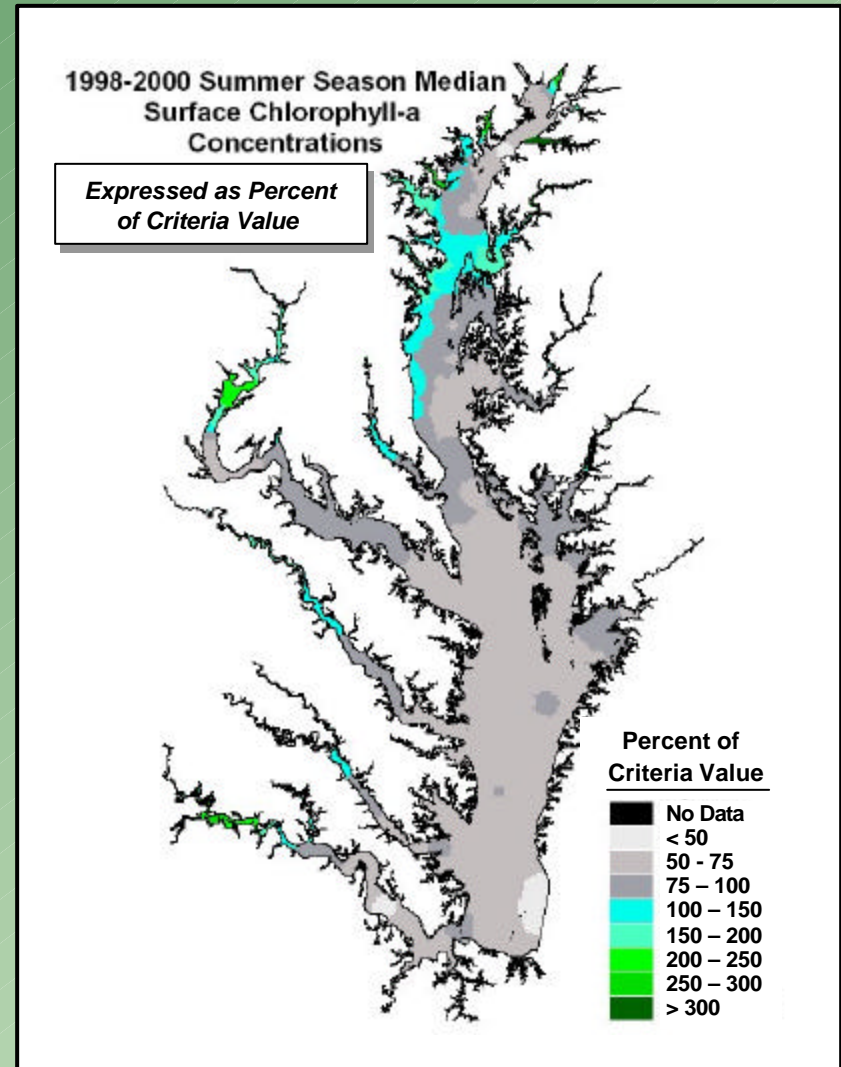 1998-2000 Summer Season Median
Surface Chlorophyll-a
Concentrations
Expressed as Percent
of Criteria Value
Percent of
Criteria Value
No Data
< 50
50 - 75
75 – 100
100 – 150
150 – 200
200 – 250
250 – 300
> 300